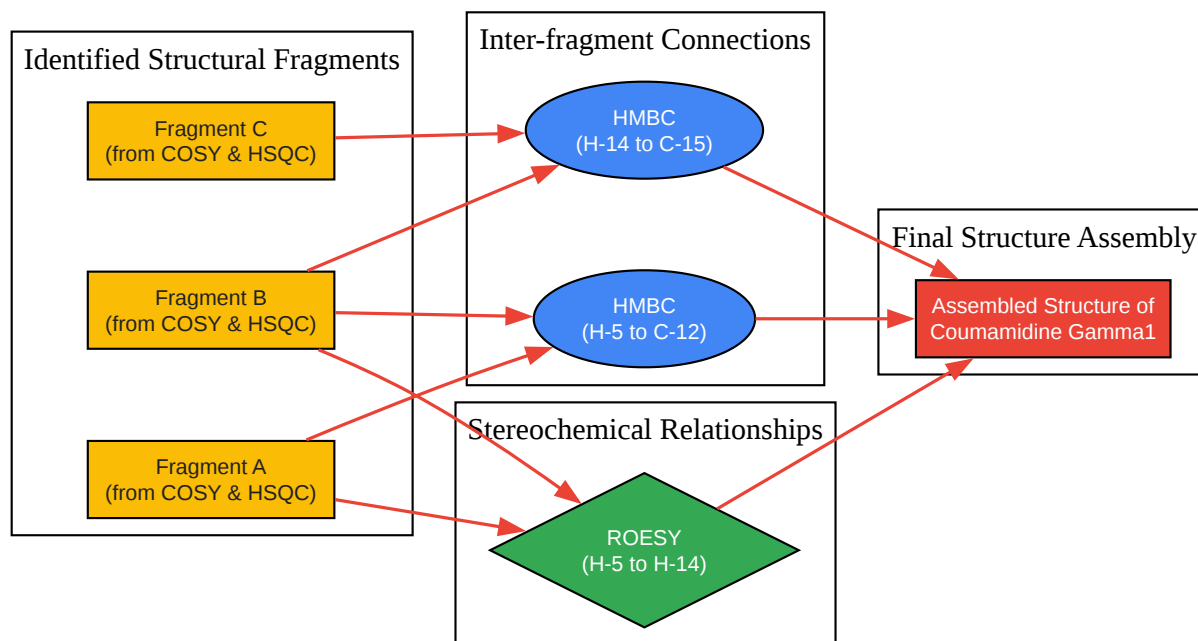 Identified Structural Fragments
Fragment C
(from COSY & HSQC)
Fragment B
(from COSY & HSQC)
Fragment A
(from COSY & HSQC)
Inter-fragment Connections
HMBC
(H-14 to C-15)
HMBC
(H-5 to C-12)
Stereochemical Relationships
ROESY
(H-5 to H-14)
Final Structure Assembly
Assembled Structure of
Coumamidine Gamma1